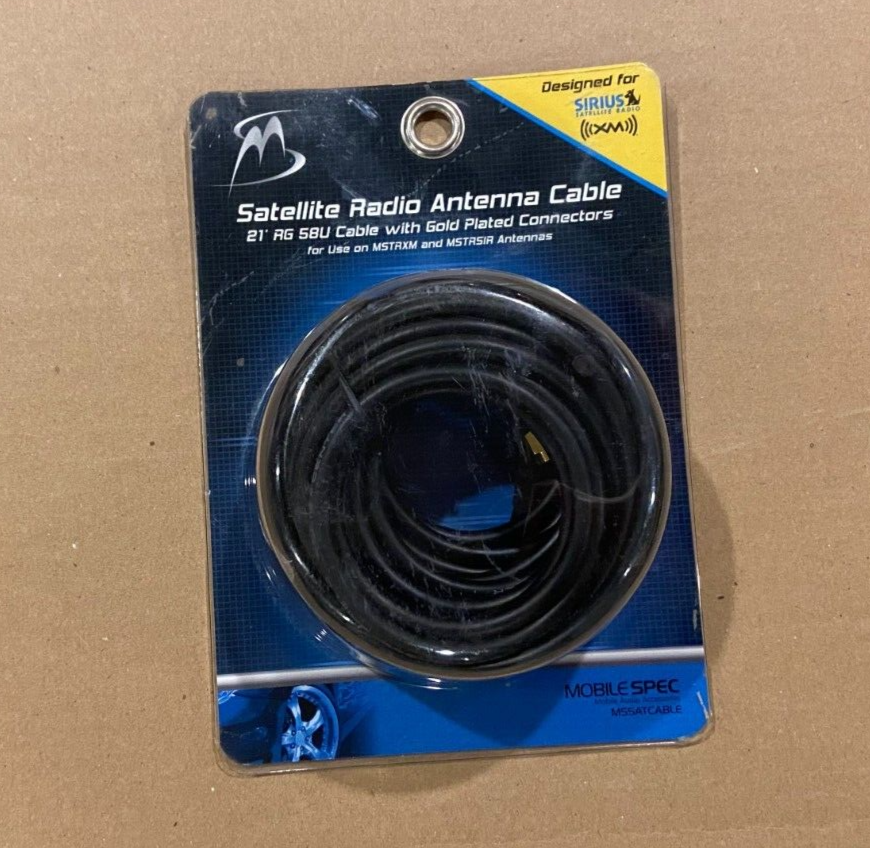 Designed for
SIRIUS
SATELLITE RADIO
((XM))
Satellite Radio Antenna Cable
21' RG 58U Cable with Gold Plated Connectors
for Use on MSTRXM and MSTRSIR Antennas
MOBILESPEC
MSSATCABLE